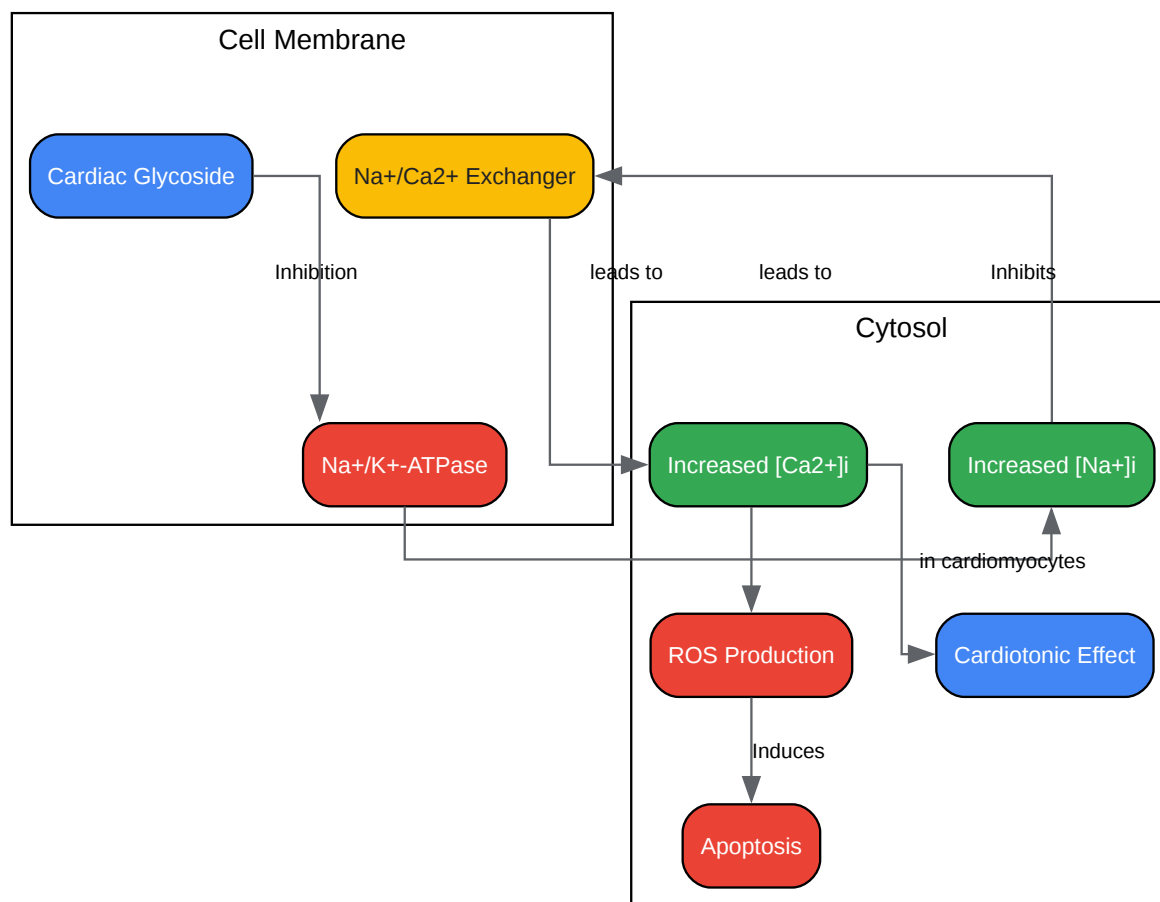 Cell Membrane
Cardiac Glycoside
Na+/Ca2+ Exchanger
Inhibition
leads to
leads to
Inhibits
Cytosol
Na+/K+-ATPase
Increased [Ca2+]i
Increased [Na+]i
in cardiomyocytes
ROS Production
Cardiotonic Effect
Induces
Apoptosis